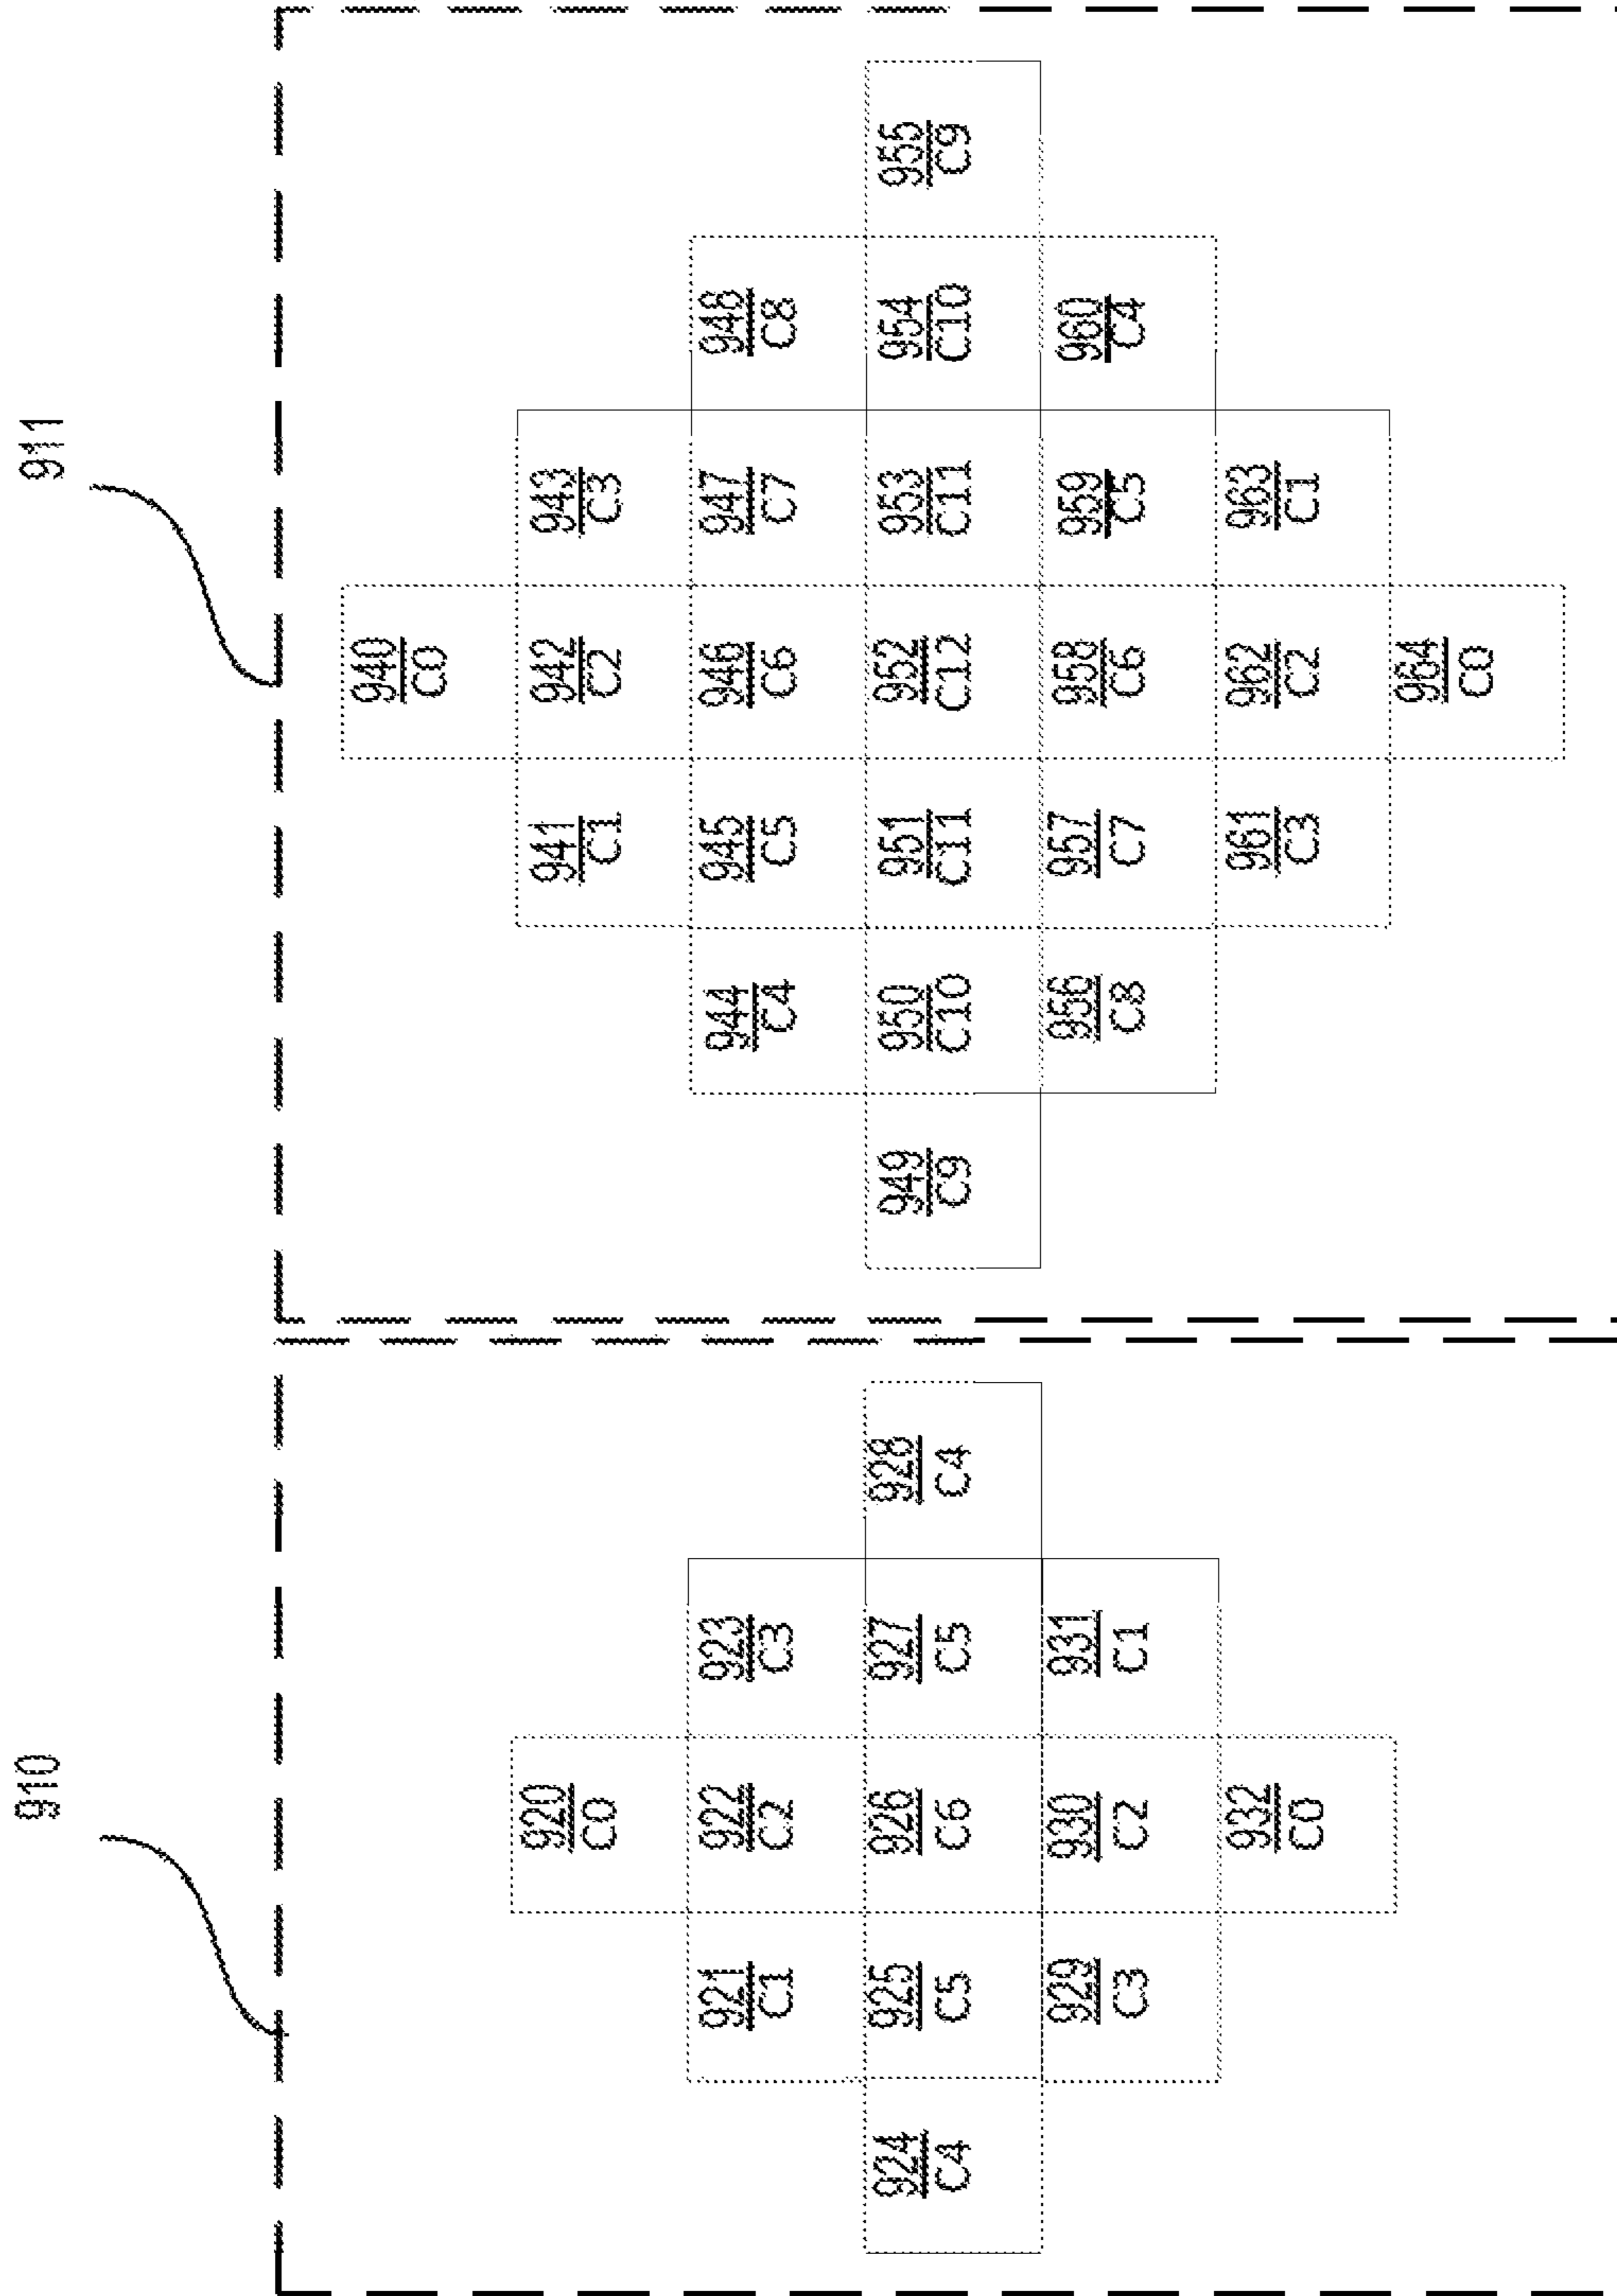 910
920
C0
921 922 923
C1 C2 C3
924 925 926 927 928
C4 C5 C6 C5 C4
929 930 931
C3 C2 C1
932
C0
911
940
C0
941 942 943
C1 C2 C3
944 945 946 947 948
C4 C5 C6 C7 C8
949 950 951 952 953 954 955
C9 C10 C11 C12 C11 C10 C9
956 957 958 959 960
C8 C7 C6 C5 C4
961 962 963
C3 C2 C1
964
C0